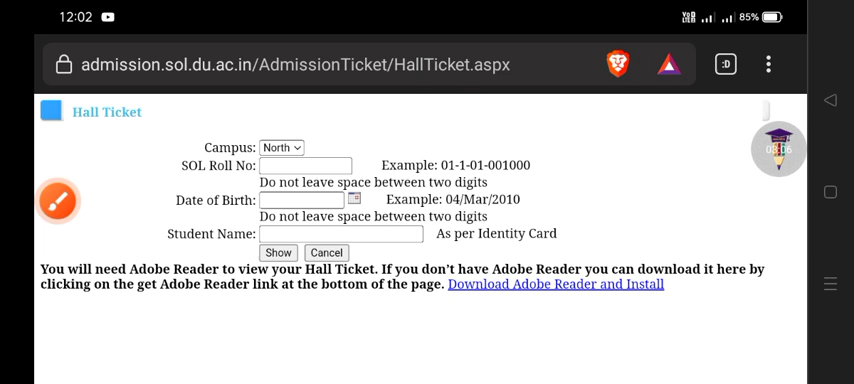 12:02 85%
admission.sol.du.ac.in/AdmissionTicket/HallTicket.aspx :D
Hall Ticket
Campus: North
SOL Roll No: Example: 01-1-01-001000
Do not leave space between two digits
Date of Birth: Example: 04/Mar/2010
Do not leave space between two digits
Student Name: As per Identity Card
Show Cancel
You will need Adobe Reader to view your Hall Ticket. If you don't have Adobe Reader you can download it here by
clicking on the get Adobe Reader link at the bottom of the page. Download Adobe Reader and Install